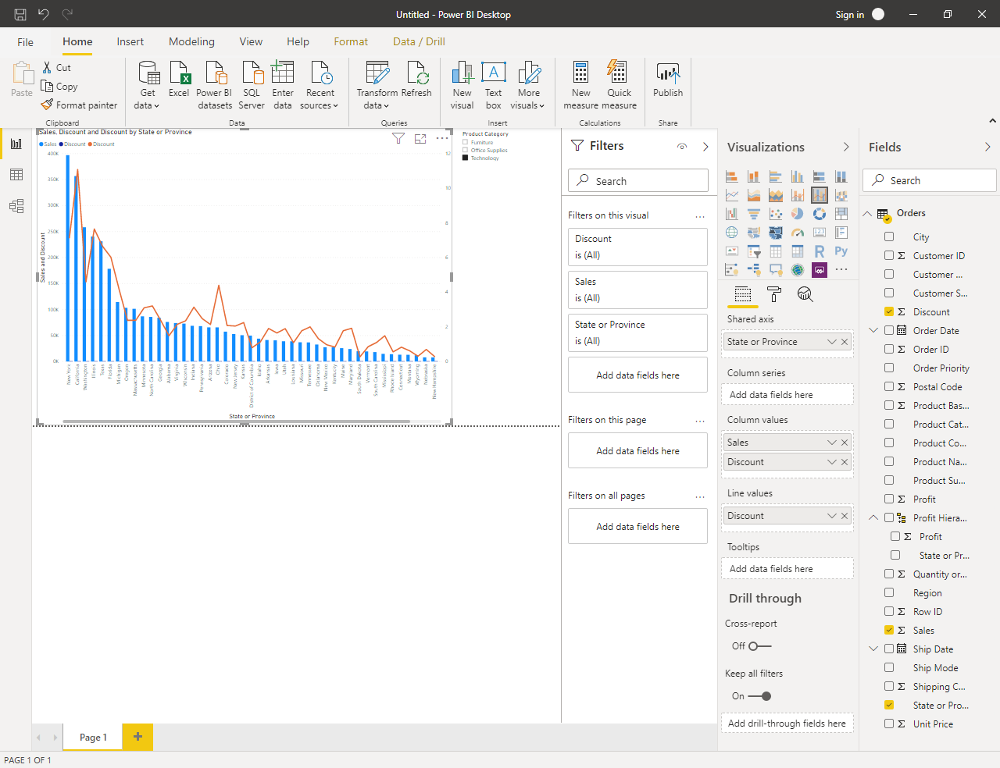 Untitled - Power BI Desktop
Sign in
File
Home
Insert
Modeling
View
Help
Format
Data / Drill
Paste
Cut
Copy
Format painter
Clipboard
Get data
Excel
Power BI datasets
SQL Server
Enter data
Recent sources
Data
Transform data
Refresh
Queries
New visual
Text box
More visuals
Insert
New measure
Quick measure
Calculations
Publish
Share
Sales, Discount and Discount by State or Province
Sales
Discount
Discount
400K
350K
300K
250K
200K
150K
100K
50K
0K
12
10
8
6
4
2
0
Sales and Discount
New York
California
Washington
Illinois
Texas
Florida
Michigan
Oregon
Massachusetts
Minnesota
North Carolina
Georgia
Alabama
Virginia
Wisconsin
Indiana
Pennsylvania
Arizona
Ohio
Colorado
New Jersey
Kansas
District of Columbia
Idaho
Arkansas
Iowa
Utah
Louisiana
Missouri
Tennessee
Oklahoma
New Mexico
Kentucky
Maine
Maryland
South Dakota
Vermont
South Carolina
Mississippi
Rhode Island
Connecticut
Montana
Wyoming
Nebraska
New Hampshire
State or Province
Product Category
Furniture
Office Supplies
Technology
Filters
Search
Filters on this visual
Discount
is (All)
Sales
is (All)
State or Province
is (All)
Add data fields here
Filters on this page
Add data fields here
Filters on all pages
Add data fields here
Visualizations
123
R
Py
Shared axis
State or Province
Column series
Add data fields here
Column values
Sales
Discount
Line values
Discount
Tooltips
Add data fields here
Drill through
Cross-report
Off
Keep all filters
On
Add drill-through fields here
Fields
Search
Orders
City
Customer ID
Customer ...
Customer S...
Discount
Order Date
Order ID
Order Priority
Postal Code
Product Bas...
Product Cat...
Product Co...
Product Na...
Product Su...
Profit
Profit Hiera...
Profit
State or Pr...
Quantity or...
Region
Row ID
Sales
Ship Date
Ship Mode
Shipping C...
State or Pro...
Unit Price
Page 1
PAGE 1 OF 1